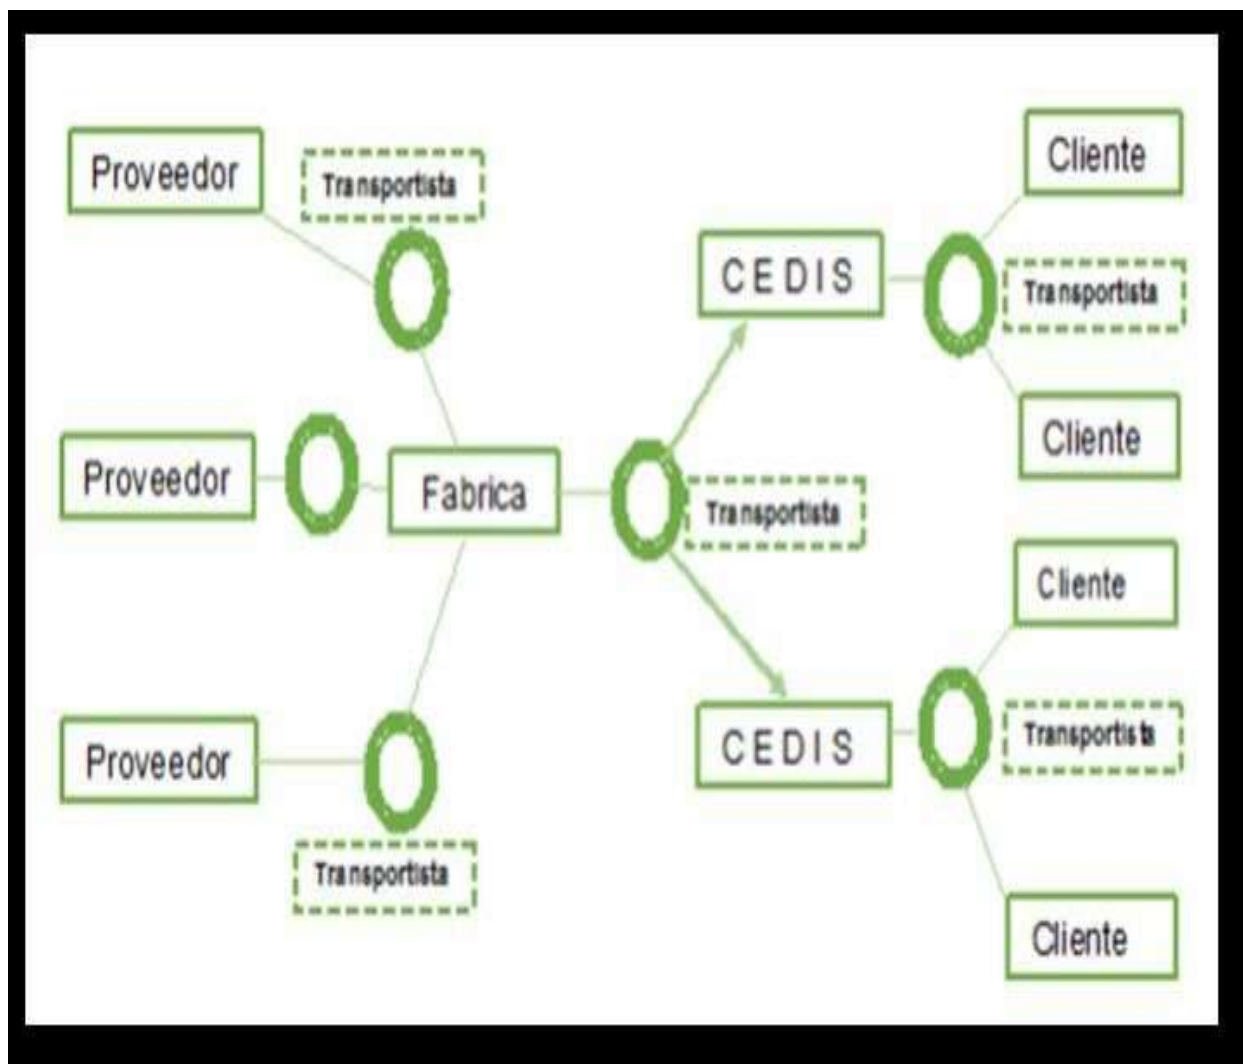 Proveedor
Transportista
Cliente
CEDIS
Transportista
Cliente
Proveedor
Fabrica
Transportista
Cliente
Proveedor
CEDIS
Transportista
Transportista
Cliente